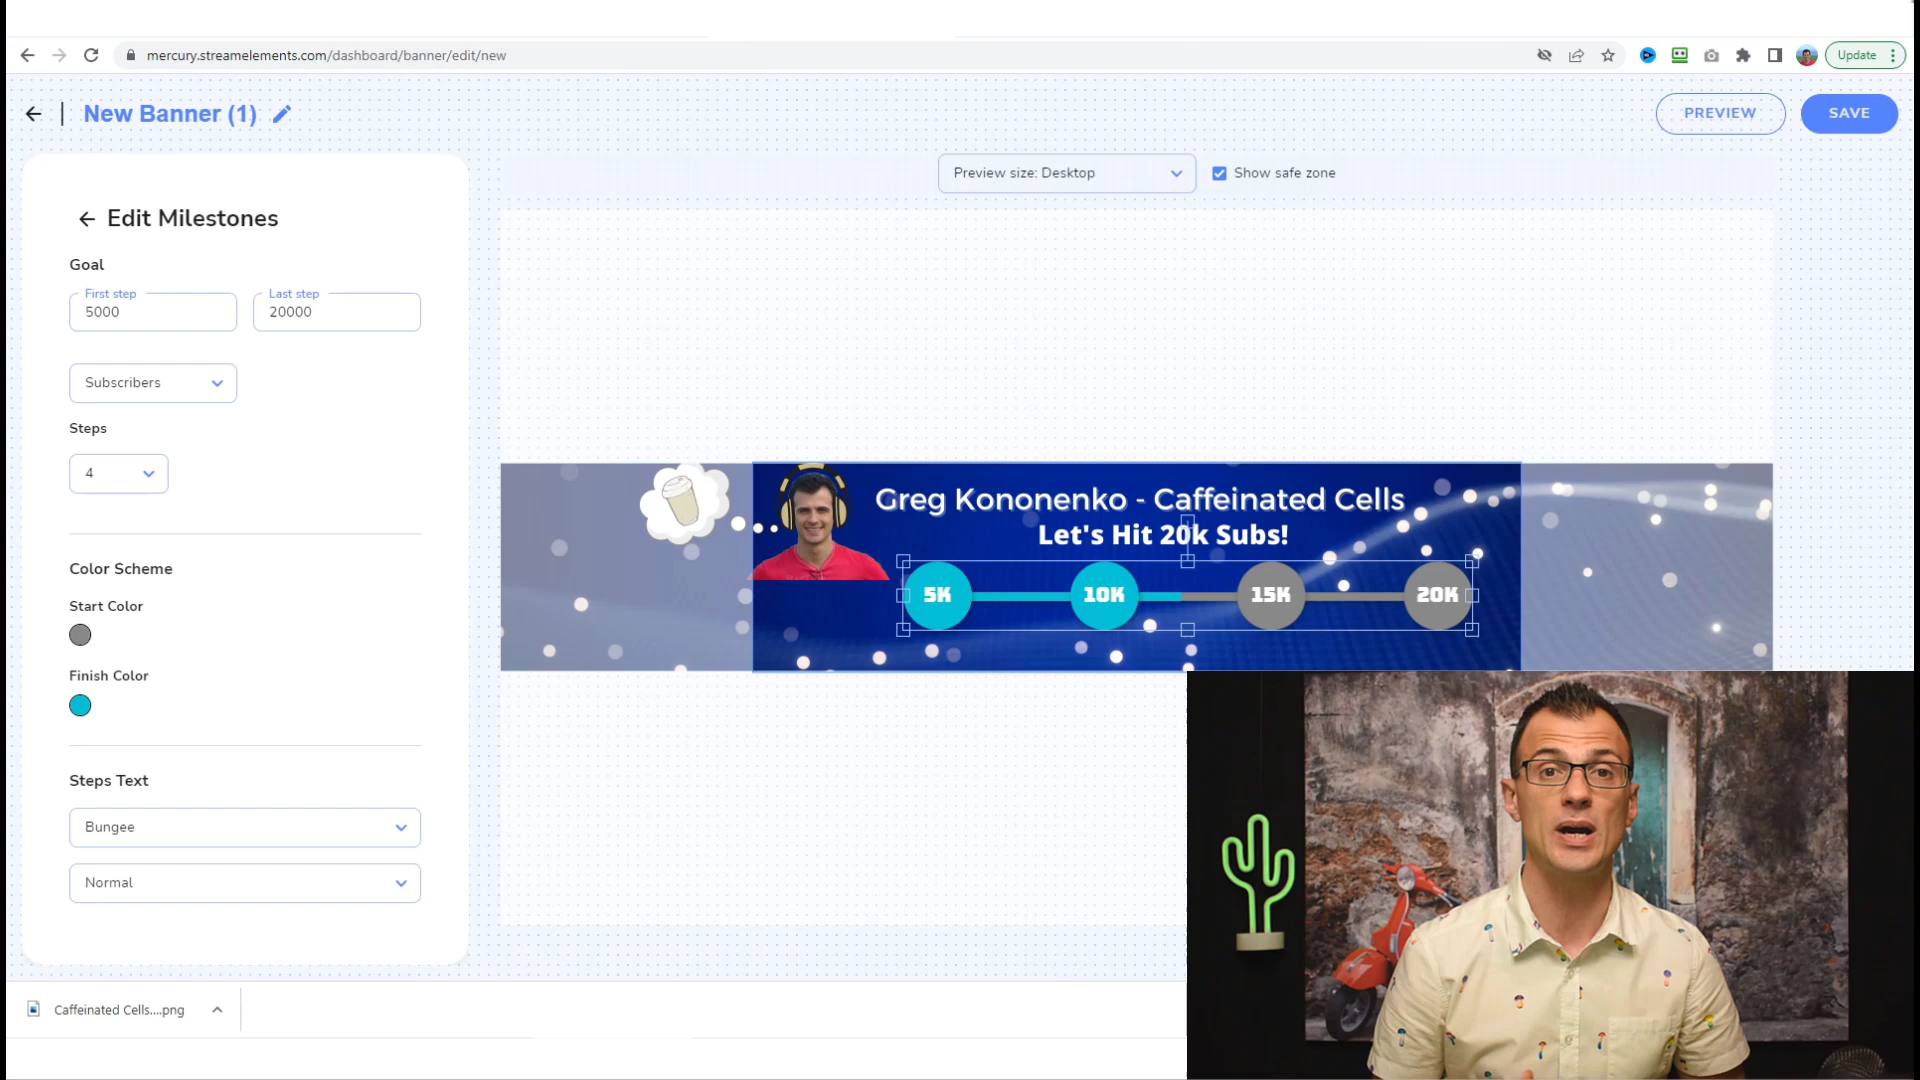 mercury.streamelements.com/dashboard/banner/edit/new
Update
New Banner (1)
PREVIEW
SAVE
Preview size: Desktop
Show safe zone
Edit Milestones
Goal
First step
Last step
5000
20000
Subscribers
Steps
4
Color Scheme
Start Color
Finish Color
Steps Text
Bungee
Normal
Greg Kononenko - Caffeinated Cells
Let's Hit 20k Subs!
5K
10K
15K
20K
Caffeinated Cells....png